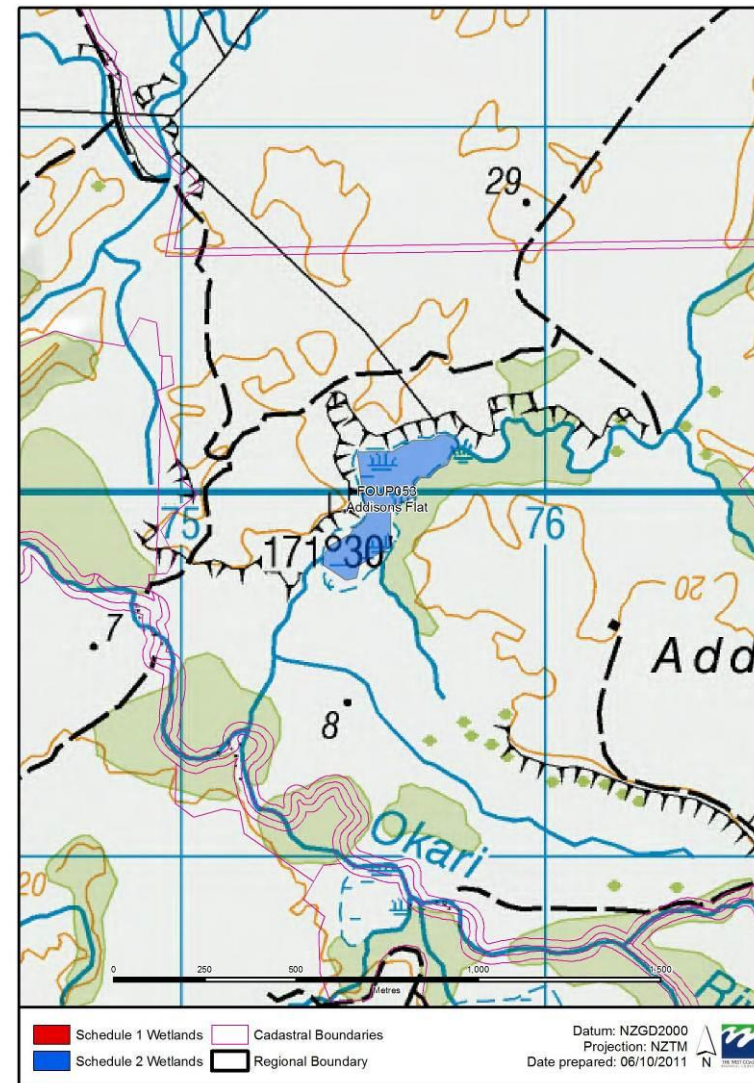 29
FOUP053
Addisons Flat
75
76
171°30'
20
7
Add
8
Okari
20
Ri
0 250 500 1,000 1,500
Metres
Schedule 1 Wetlands
Cadastral Boundaries
Schedule 2 Wetlands
Regional Boundary
Datum: NZGD2000
Projection: NZTM
Date prepared: 06/10/2011
N